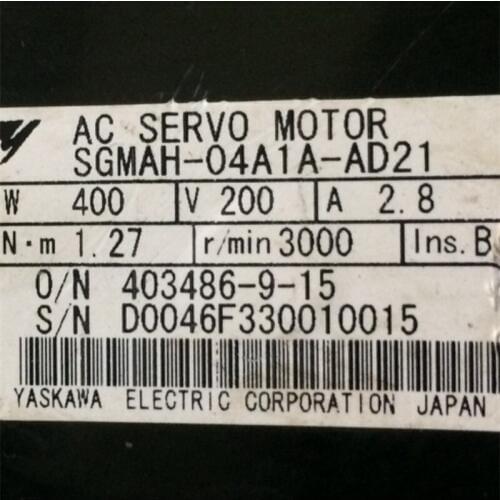 AC SERVO MOTOR
SGMAH-04A1A-AD21
W 400 V 200 A 2.8
N·m 1.27 r/min 3000 Ins. B
O/N 403486-9-15
S/N D0046F330010015
YASKAWA ELECTRIC CORPORATION JAPAN